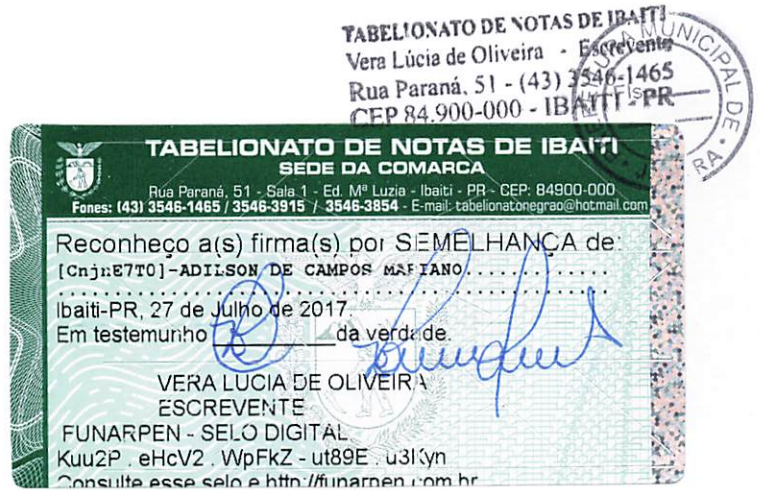 TABELIONATO DE NOTAS DE IBAITI
Vera Lúcia de Oliveira - Escrevente
Rua Paraná, 51 - (43) 3546-1465
CEP 84.900-000 - IBAITI - PR
MUNICIPAL DE
Fls
TABELIONATO DE NOTAS DE IBAITI
SEDE DA COMARCA
Rua Paraná, 51 - Sala 1 - Ed. Mª Luzia - Ibaiti - PR - CEP: 84900-000
Fones: (43) 3546-1465 / 3546-3915 / 3546-3854 - E-mail: tabelionatonegrao@hotmail.com
Reconheço a(s) firma(s) por SEMELHANÇA de:
[CnjnE7T0]-ADILSON DE CAMPOS MARIANO..............
Ibaiti-PR, 27 de Julho de 2017.
Em testemunho ________ da verdade.
VERA LUCIA DE OLIVEIRA
ESCREVENTE
FUNARPEN - SELO DIGITAL
Kuu2P . eHcV2 . WpFkZ - ut89E . u3Kyn
Consulte esse selo e http://funarpen.com.br